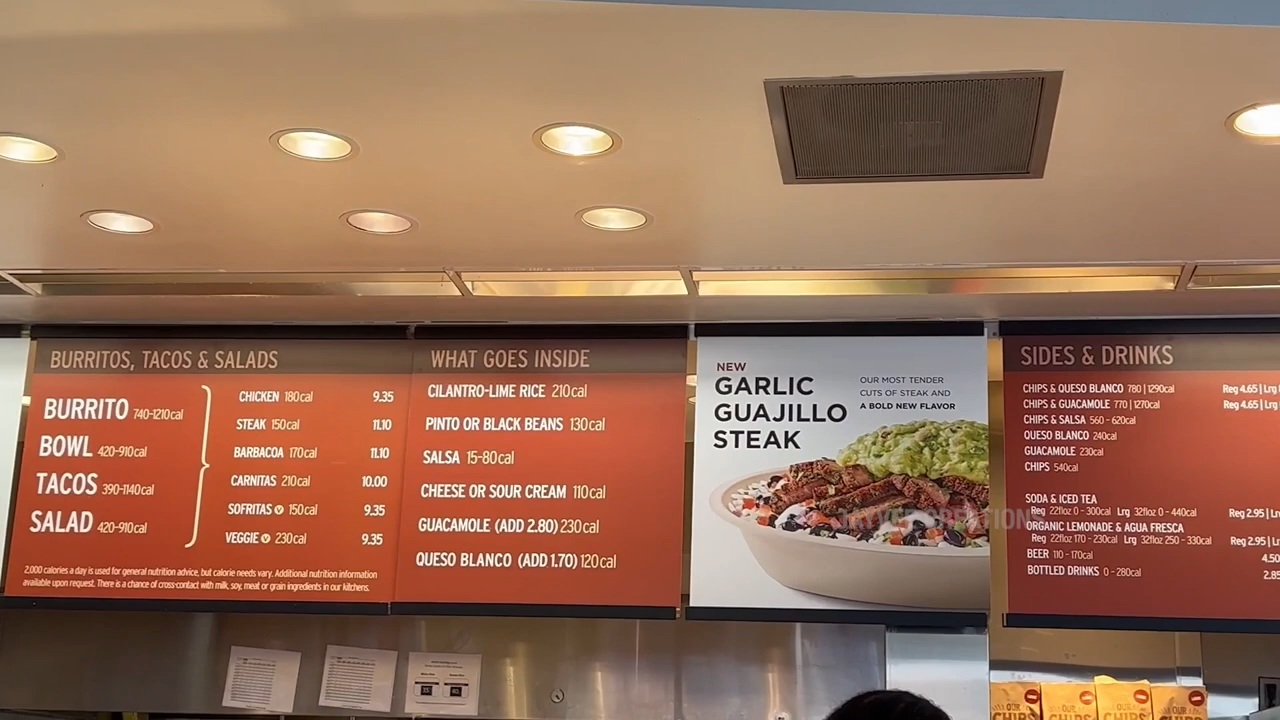 BURRITOS, TACOS & SALADS
BURRITO 740-1210cal
BOWL 420-910cal
TACOS 390-1140cal
SALAD 420-910cal
CHICKEN 180cal 9.35
STEAK 150cal 11.10
BARBACOA 170cal 11.10
CARNITAS 210cal 10.00
SOFRITAS V 150cal 9.35
VEGGIE V 230cal 9.35
2,000 calories a day is used for general nutrition advice, but calorie needs vary. Additional nutrition information
available upon request. There is a chance of cross-contact with milk, soy, meat or grain ingredients in our kitchens.
WHAT GOES INSIDE
CILANTRO-LIME RICE 210cal
PINTO OR BLACK BEANS 130cal
SALSA 15-80cal
CHEESE OR SOUR CREAM 110cal
GUACAMOLE (ADD 2.80) 230cal
QUESO BLANCO (ADD 1.70) 120cal
NEW
GARLIC
GUAJILLO
STEAK
OUR MOST TENDER
CUTS OF STEAK AND
A BOLD NEW FLAVOR
SIDES & DRINKS
CHIPS & QUESO BLANCO 780 | 1290cal Reg 4.65 | Lrg
CHIPS & GUACAMOLE 770 | 1270cal Reg 4.65 | Lrg
CHIPS & SALSA 560-620cal
QUESO BLANCO 240cal
GUACAMOLE 230cal
CHIPS 540cal
SODA & ICED TEA
Reg 22floz 0-300cal Lrg 32floz 0-440cal Reg 2.95 |
ORGANIC LEMONADE & AGUA FRESCA
Reg 22floz 170-230cal Lrg 32floz 250-330cal Reg 2.95 |
BEER 110-170cal 4.50
BOTTLED DRINKS 0-280cal 2.85
OUR OUR OUR
CHIPS CHIPS CHIPS CHIPS